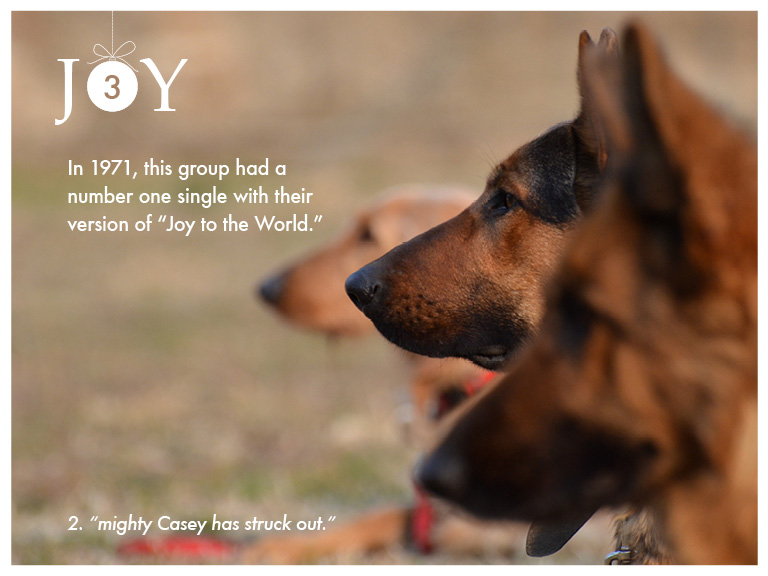 JOY
3
In 1971, this group had a
number one single with their
version of “Joy to the World.”
2. “mighty Casey has struck out.“